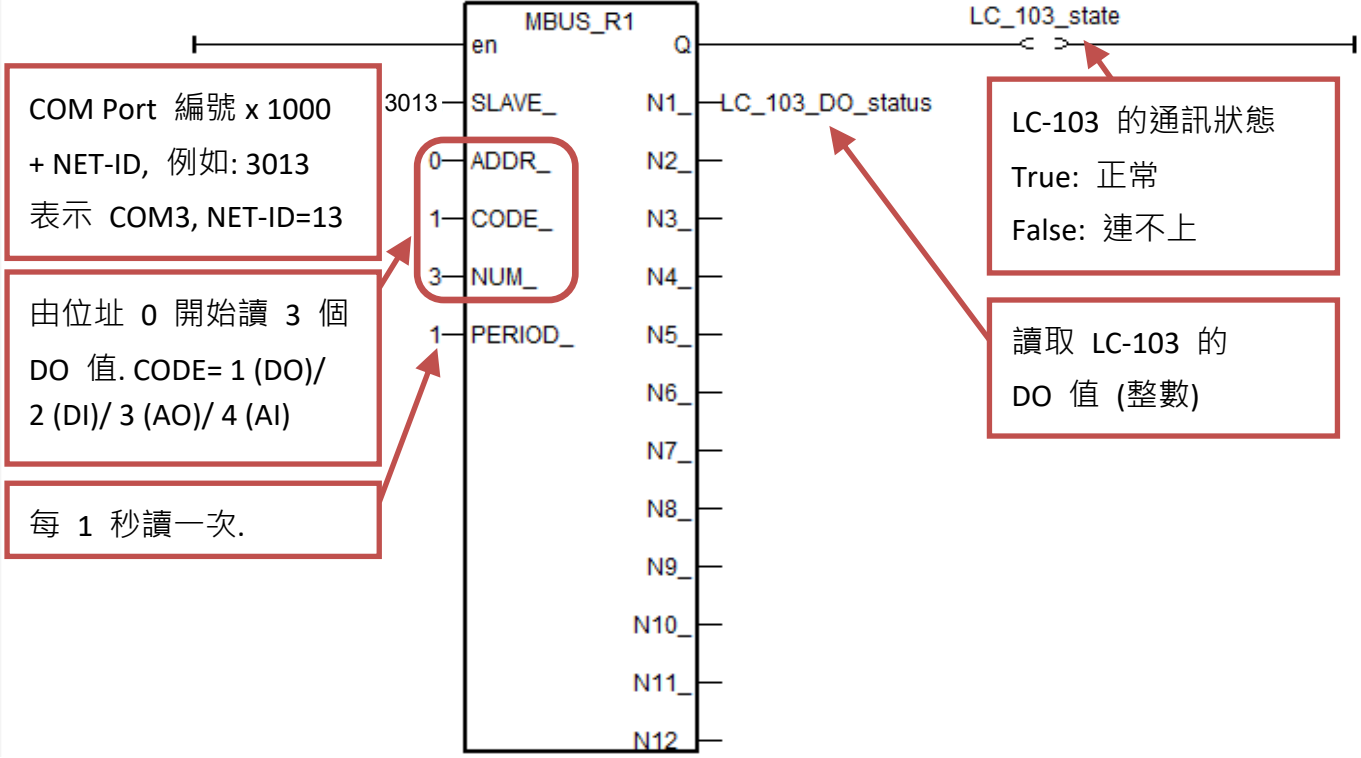 MBUS_R1
LC_103_state
en
Q
COM Port 編號 x 1000
+ NET-ID, 例如: 3013
表示 COM3, NET-ID=13
3013
SLAVE_
N1_
LC_103_DO_status
LC-103 的通訊狀態
True: 正常
False: 連不上
0
ADDR_
N2_
1
CODE_
N3_
3
NUM_
N4_
由位址 0 開始讀 3 個
DO 值. CODE= 1 (DO)/
2 (DI)/ 3 (AO)/ 4 (AI)
1
PERIOD_
N5_
讀取 LC-103 的
DO 值 (整數)
N6_
N7_
每 1 秒讀一次.
N8_
N9_
N10_
N11_
N12